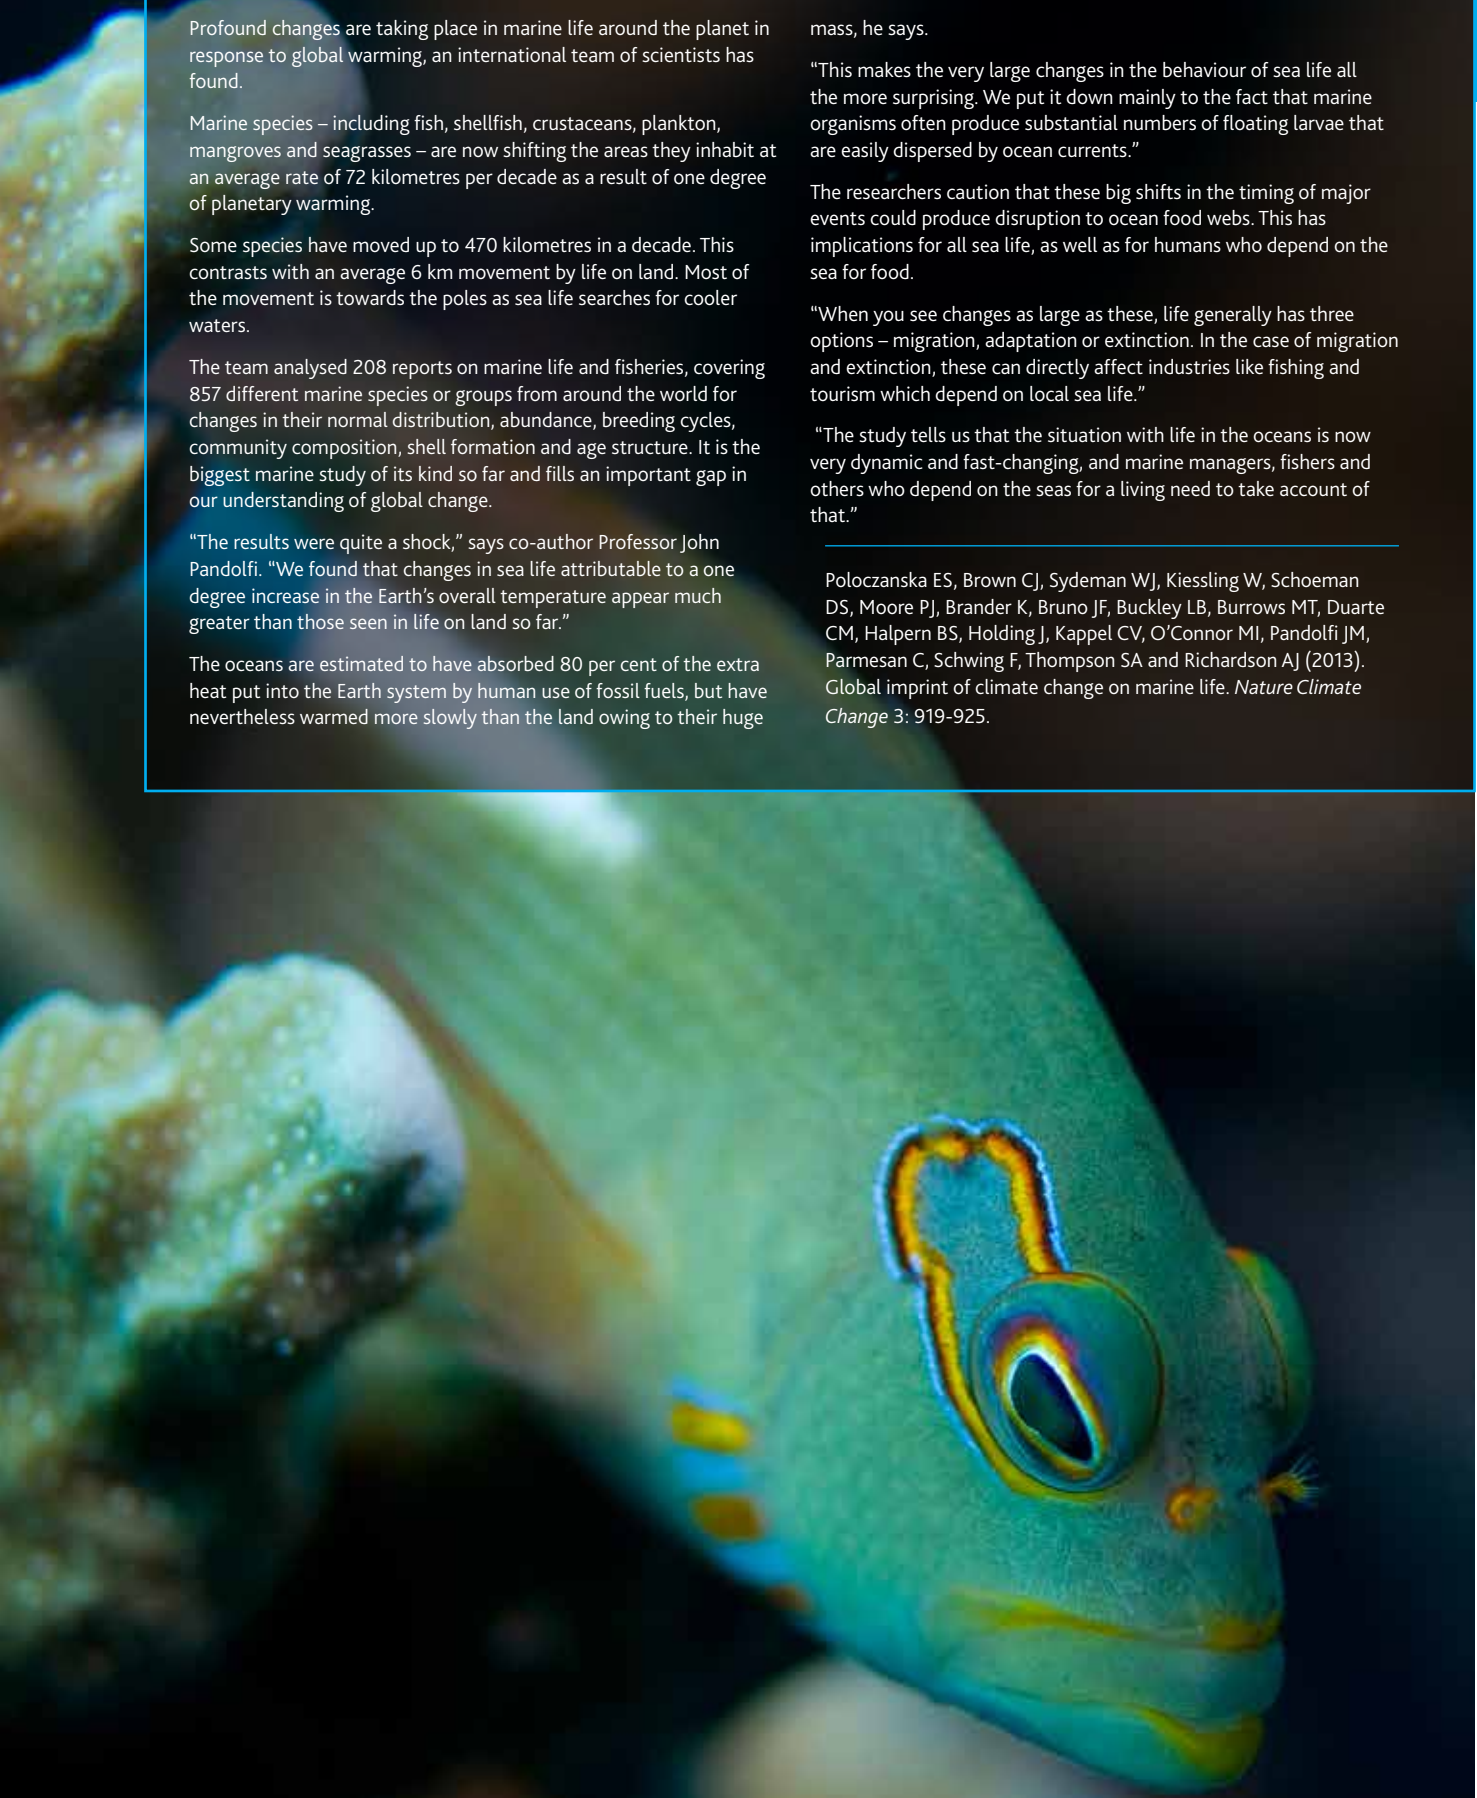 Profound changes are taking place in marine life around the planet in
response to global warming, an international team of scientists has
found.
Marine species – including fish, shellfish, crustaceans, plankton,
mangroves and seagrasses – are now shifting the areas they inhabit at
an average rate of 72 kilometres per decade as a result of one degree
of planetary warming.
Some species have moved up to 470 kilometres in a decade. This
contrasts with an average 6 km movement by life on land. Most of
the movement is towards the poles as sea life searches for cooler
waters.
The team analysed 208 reports on marine life and fisheries, covering
857 different marine species or groups from around the world for
changes in their normal distribution, abundance, breeding cycles,
community composition, shell formation and age structure. It is the
biggest marine study of its kind so far and fills an important gap in
our understanding of global change.
“The results were quite a shock,” says co-author Professor John
Pandolfi. “We found that changes in sea life attributable to a one
degree increase in the Earth’s overall temperature appear much
greater than those seen in life on land so far.”
The oceans are estimated to have absorbed 80 per cent of the extra
heat put into the Earth system by human use of fossil fuels, but have
nevertheless warmed more slowly than the land owing to their huge
mass, he says.
“This makes the very large changes in the behaviour of sea life all
the more surprising. We put it down mainly to the fact that marine
organisms often produce substantial numbers of floating larvae that
are easily dispersed by ocean currents.”
The researchers caution that these big shifts in the timing of major
events could produce disruption to ocean food webs. This has
implications for all sea life, as well as for humans who depend on the
sea for food.
“When you see changes as large as these, life generally has three
options – migration, adaptation or extinction. In the case of migration
and extinction, these can directly affect industries like fishing and
tourism which depend on local sea life.”
“The study tells us that the situation with life in the oceans is now
very dynamic and fast-changing, and marine managers, fishers and
others who depend on the seas for a living need to take account of
that.”
Poloczanska ES, Brown CJ, Sydeman WJ, Kiessling W, Schoeman
DS, Moore PJ, Brander K, Bruno JF, Buckley LB, Burrows MT, Duarte
CM, Halpern BS, Holding J, Kappel CV, O’Connor MI, Pandolfi JM,
Parmesan C, Schwing F, Thompson SA and Richardson AJ (2013).
Global imprint of climate change on marine life. Nature Climate
Change 3: 919-925.